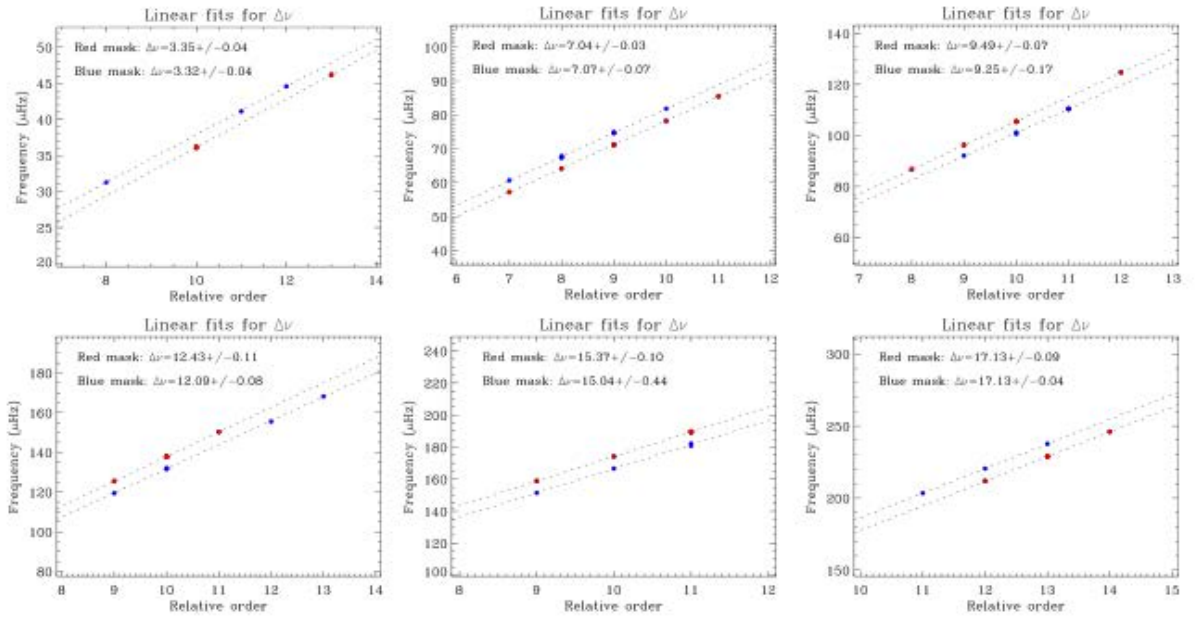 Linear fits for Δν
Red mask: Δν=3.35+/-0.04
Blue mask: Δν=3.32+/-0.04
Frequency (μHz)
50
45
40
35
30
25
20
8 10 12 14
Relative order
Linear fits for Δν
Red mask: Δν=7.04+/-0.03
Blue mask: Δν=7.07+/-0.07
Frequency (μHz)
100
90
80
70
60
50
40
6 7 8 9 10 11 12
Relative order
Linear fits for Δν
Red mask: Δν=9.49+/-0.07
Blue mask: Δν=9.25+/-0.17
Frequency (μHz)
140
120
100
80
60
7 8 9 10 11 12 13
Relative order
Linear fits for Δν
Red mask: Δν=12.43+/-0.11
Blue mask: Δν=12.09+/-0.08
Frequency (μHz)
180
160
140
120
100
80
8 9 10 11 12 13 14
Relative order
Linear fits for Δν
Red mask: Δν=15.37+/-0.10
Blue mask: Δν=15.04+/-0.44
Frequency (μHz)
240
220
200
180
160
140
120
100
8 9 10 11 12
Relative order
Linear fits for Δν
Red mask: Δν=17.13+/-0.09
Blue mask: Δν=17.13+/-0.04
Frequency (μHz)
300
250
200
150
10 11 12 13 14 15
Relative order